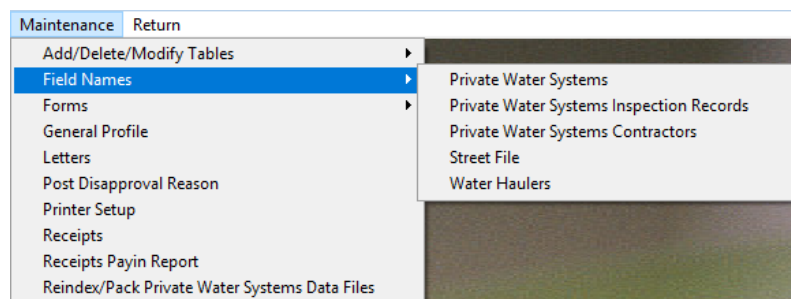 Maintenance Return
Add/Delete/Modify Tables
Field Names
Forms
General Profile
Letters
Post Disapproval Reason
Printer Setup
Receipts
Receipts Payin Report
Reindex/Pack Private Water Systems Data Files
Private Water Systems
Private Water Systems Inspection Records
Private Water Systems Contractors
Street File
Water Haulers